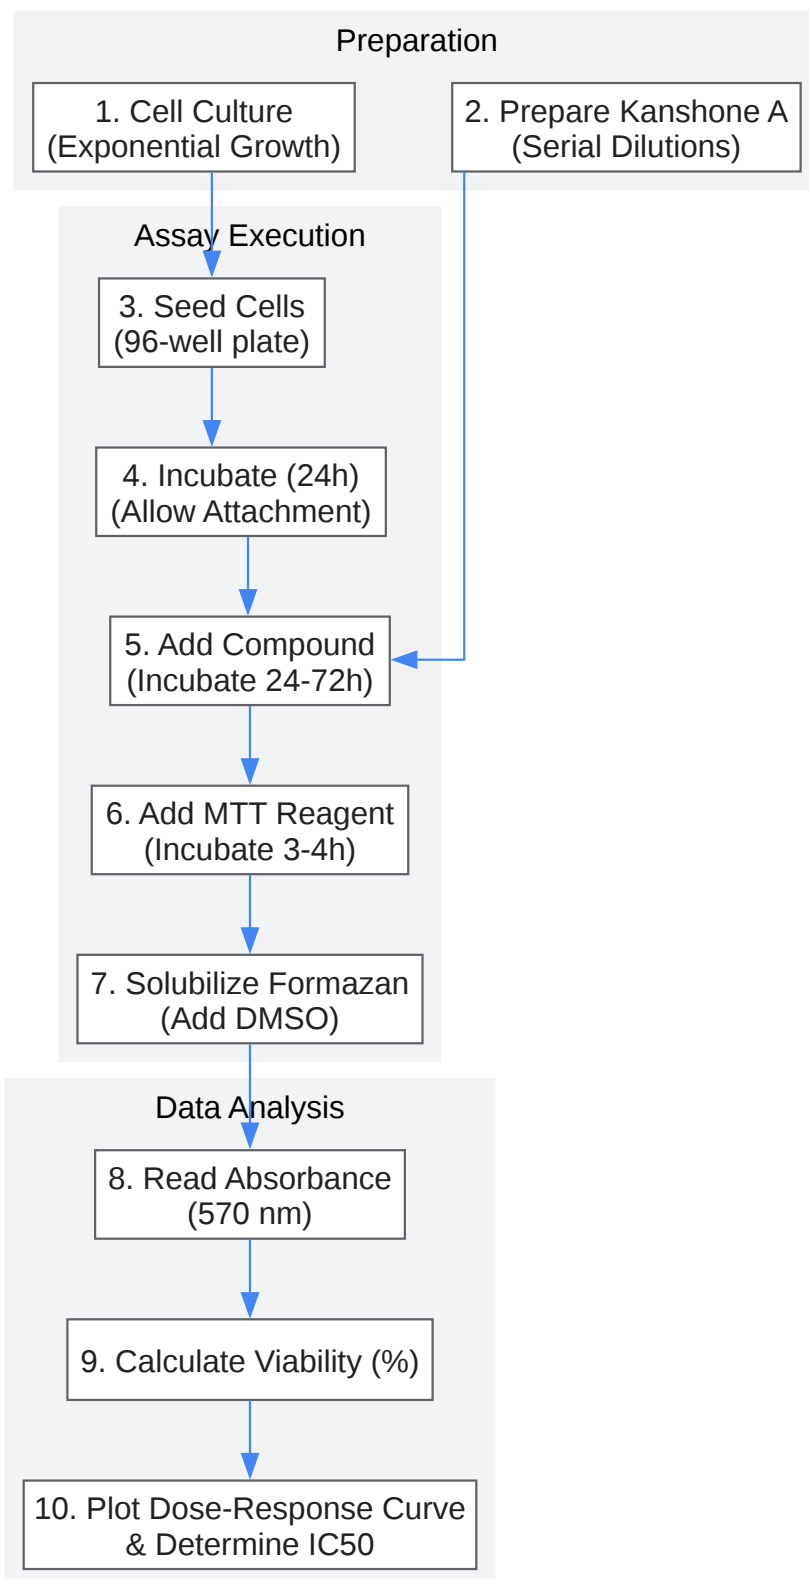 Preparation
1. Cell Culture
(Exponential Growth)
2. Prepare Kanshone A
(Serial Dilutions)
Assay Execution
3. Seed Cells
(96-well plate)
4. Incubate (24h)
(Allow Attachment)
5. Add Compound
(Incubate 24-72h)
6. Add MTT Reagent
(Incubate 3-4h)
7. Solubilize Formazan
(Add DMSO)
Data Analysis
8. Read Absorbance
(570 nm)
9. Calculate Viability (%)
10. Plot Dose-Response Curve
& Determine IC50